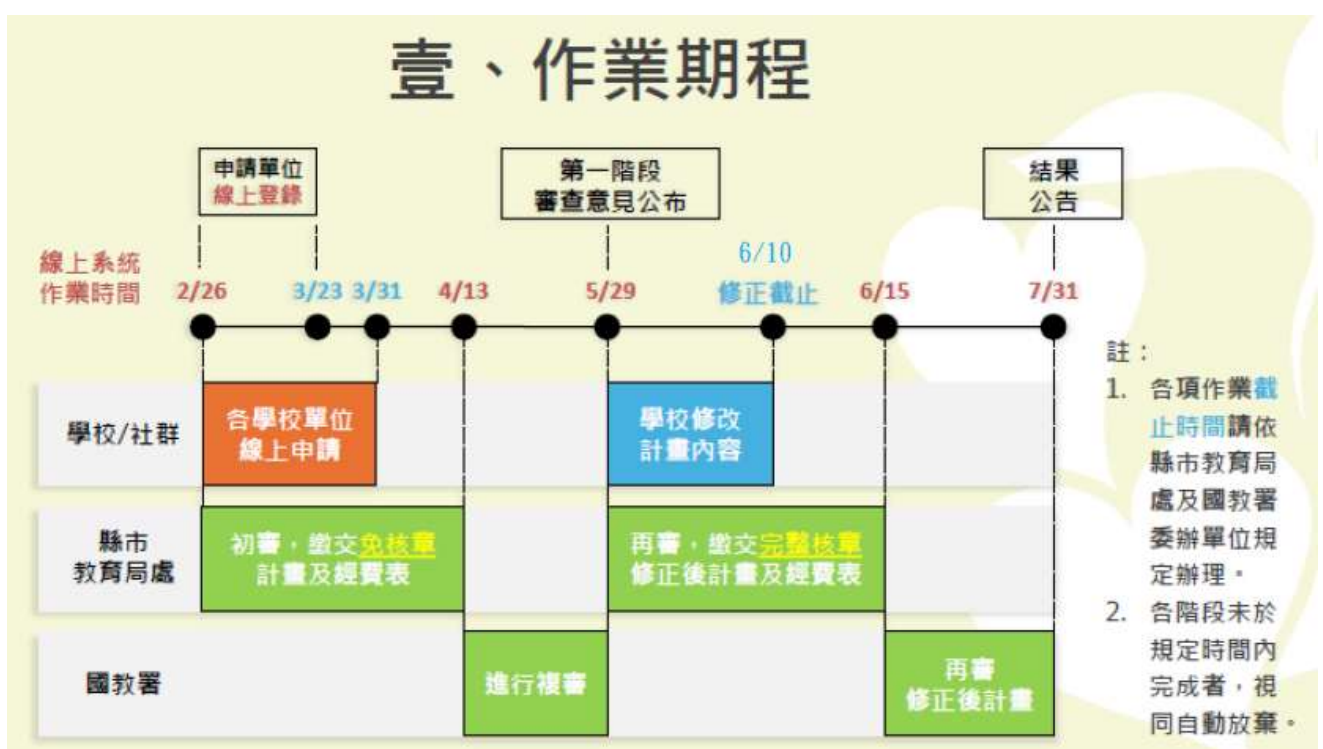 壹、作業期程
申請單位
線上登錄
第一階段
審查意見公布
結果
公告
線上系統
作業時間
2/26
3/23
3/31
4/13
5/29
6/10
修正截止
6/15
7/31
學校/社群
各學校單位
線上申請
學校修改
計畫內容
縣市
教育局處
初審，繳交免核章
計畫及經費表
再審，繳交完整核章
修正後計畫及經費表
國教署
進行複審
再審
修正後計畫
註：
1. 各項作業截
止時間請依
縣市教育局
處及國教署
委辦單位規
定辦理。
2. 各階段未於
規定時間內
完成者，視
同自動放棄。